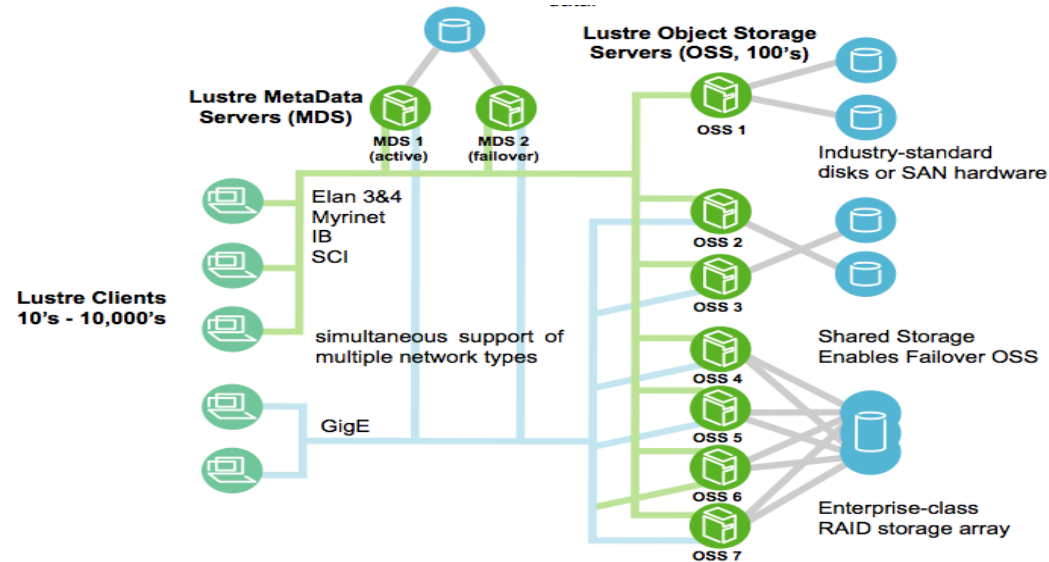 Lustre Object Storage
Servers (OSS, 100's)
Lustre MetaData
Servers (MDS)
MDS 1
(active)
MDS 2
(failover)
OSS 1
Industry-standard
disks or SAN hardware
Elan 3&4
Myrinet
IB
SCI
OSS 2
OSS 3
Lustre Clients
10's - 10,000's
simultaneous support of
multiple network types
Shared Storage
Enables Failover OSS
OSS 4
GigE
OSS 5
OSS 6
Enterprise-class
RAID storage array
OSS 7